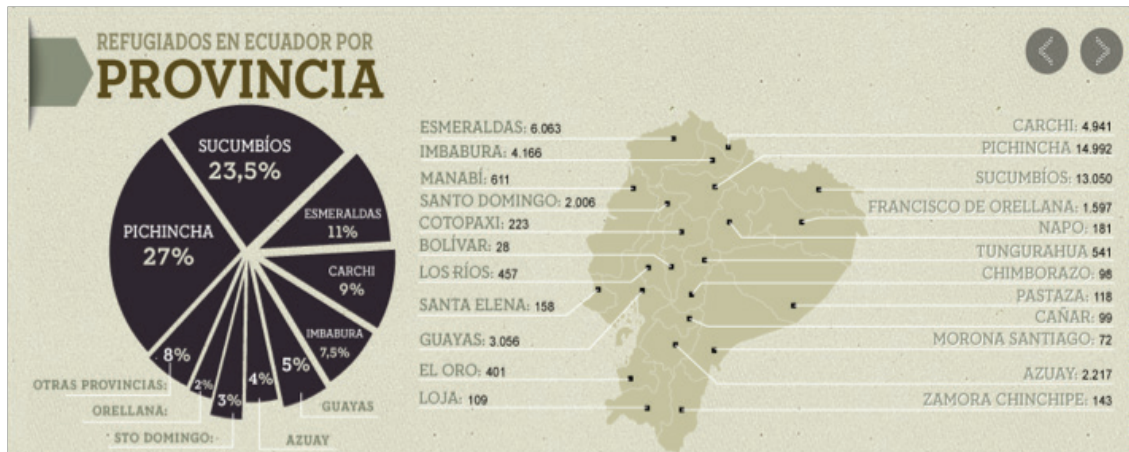 REFUGIADOS EN ECUADOR POR
PROVINCIA
SUCUMBÍOS
23,5%
ESMERALDAS
11%
PICHINCHA
27%
CARCHI
9%
IMBABURA
7,5%
5%
4%
3%
2%
8%
OTRAS PROVINCIAS:
ORELLANA:
STO DOMINGO:
AZUAY
GUAYAS
ESMERALDAS: 6.063
IMBABURA: 4.166
MANABÍ: 611
SANTO DOMINGO: 2.006
COTOPAXI: 223
BOLÍVAR: 28
LOS RÍOS: 457
SANTA ELENA: 158
GUAYAS: 3.056
EL ORO: 401
LOJA: 109
CARCHI: 4.941
PICHINCHA 14.992
SUCUMBÍOS: 13.050
FRANCISCO DE ORELLANA: 1.597
NAPO: 181
TUNGURAHUA 541
CHIMBORAZO: 98
PASTAZA: 118
CAÑAR: 99
MORONA SANTIAGO: 72
AZUAY: 2.217
ZAMORA CHINCHIPE: 143